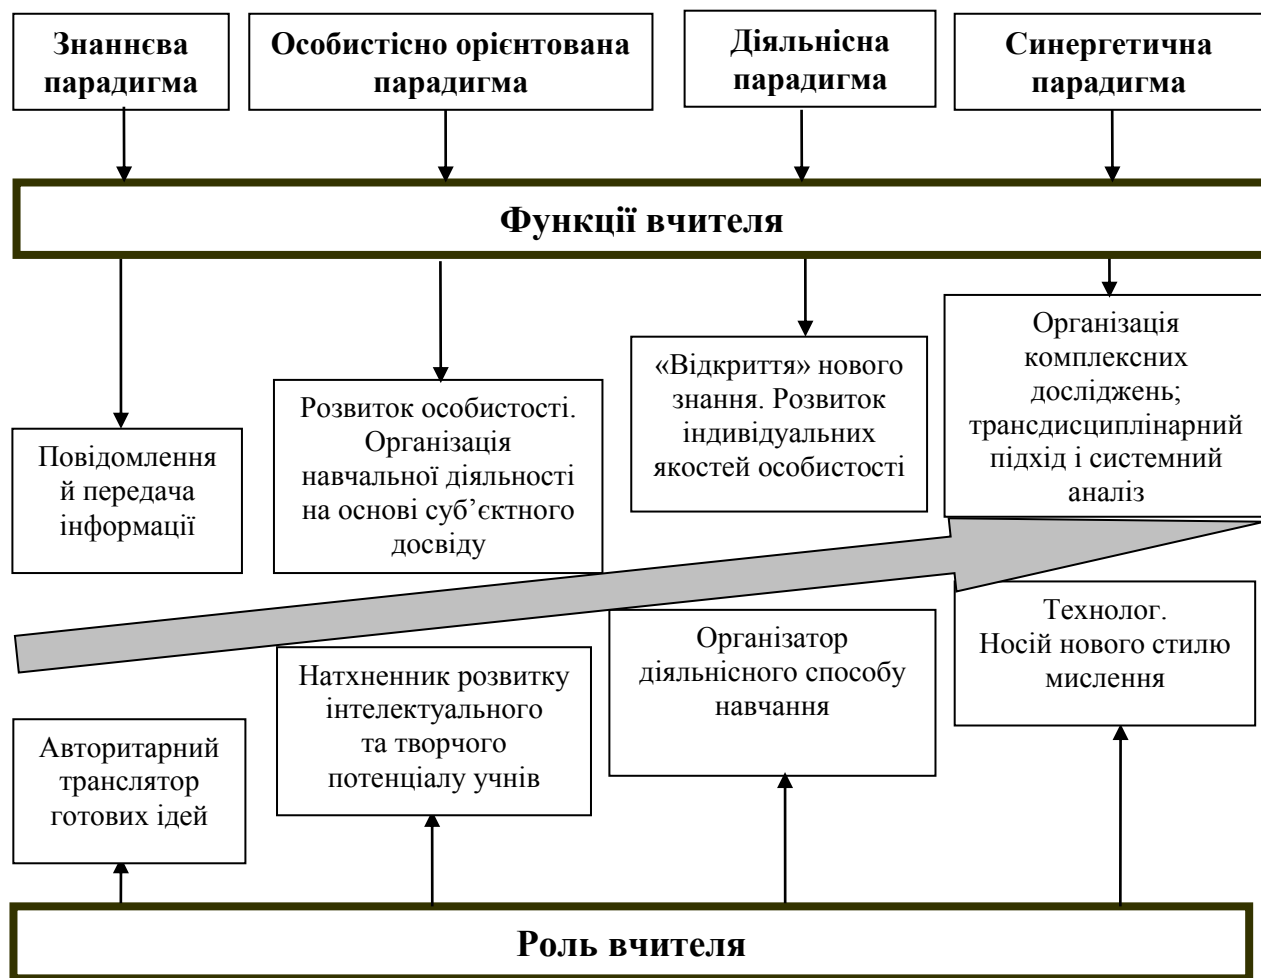 Знаннєва
парадигма
Особистісно орієнтована
парадигма
Діяльнісна
парадигма
Синергетична
парадигма
Функції вчителя
Повідомлення
й передача
інформації
Розвиток особистості.
Організація
навчальної діяльності
на основі суб’єктного
досвіду
«Відкриття» нового
знання. Розвиток
індивідуальних
якостей особистості
Організація
комплексних
досліджень;
трансдисциплінарний
підхід і системний
аналіз
Авторитарний
транслятор
готових ідей
Натхненник розвитку
інтелектуального
та творчого
потенціалу учнів
Організатор
діяльнісного способу
навчання
Технолог.
Носій нового стилю
мислення
Роль вчителя